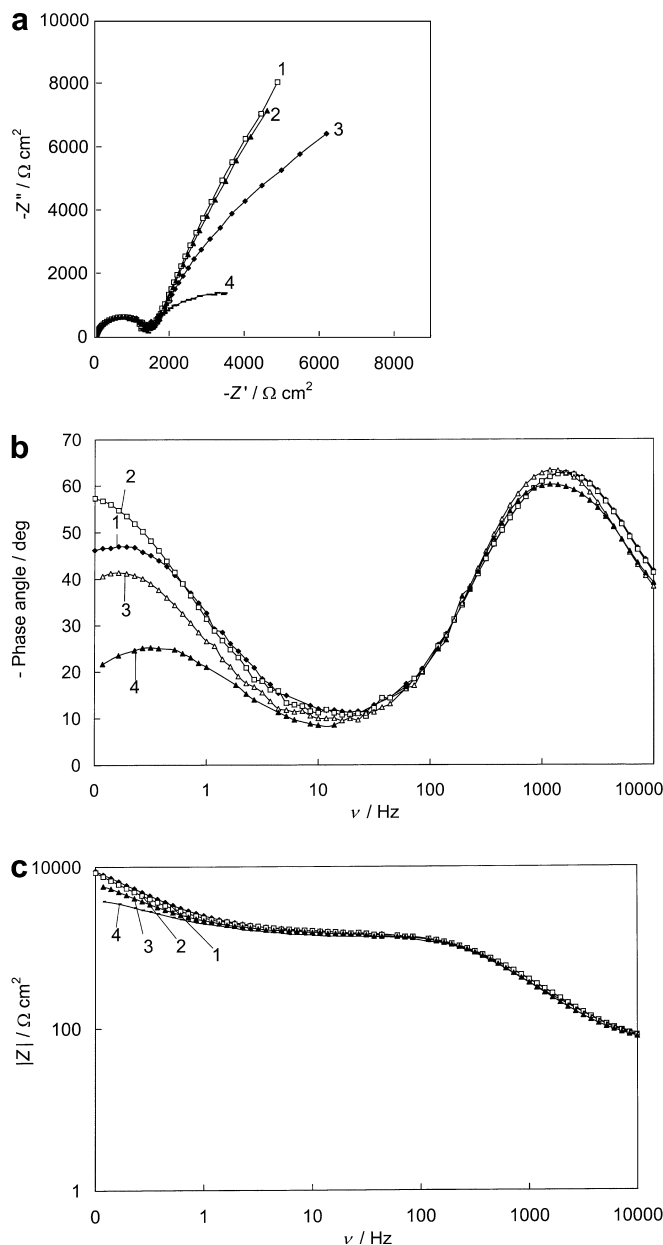 a
10000
8000
6000
4000
2000
0
-Z'' / Ω cm²
1
2
3
4
0 2000 4000 6000 8000
-Z' / Ω cm²
b
70
60
50
40
30
20
10
0
- Phase angle / deg
2
1
3
4
0 1 10 100 1000 10000
ν / Hz
c
10000
100
1
|Z| / Ω cm²
4 3 2 1
0 1 10 100 1000 10000
ν / Hz